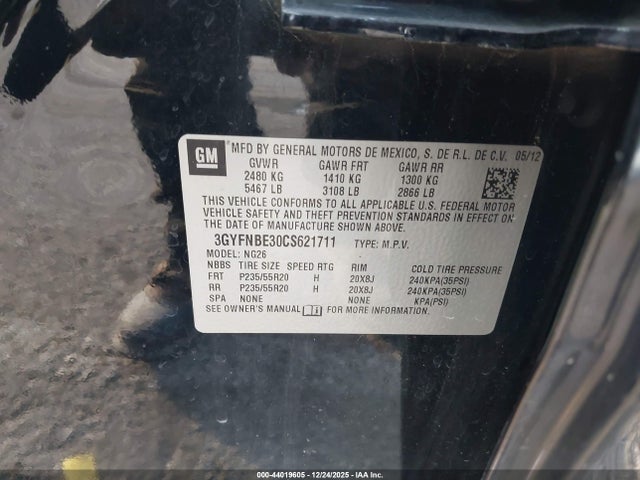 GM
MFD BY GENERAL MOTORS DE MEXICO, S. DE R.L. DE C.V. 05/12
GVWR GAWR FRT GAWR RR
2480 KG 1410 KG 1300 KG
5467 LB 3108 LB 2866 LB
THIS VEHICLE CONFORMS TO ALL APPLICABLE U.S. FEDERAL MOTOR
VEHICLE SAFETY AND THEFT PREVENTION STANDARDS IN EFFECT ON
THE DATE OF MANUFACTURE SHOWN ABOVE.
3GYFNBE30CS621711 TYPE: M.P.V.
MODEL: NG26
NBBS TIRE SIZE SPEED RTG RIM COLD TIRE PRESSURE
FRT P235/55R20 H 20X8J 240KPA(35PSI)
RR P235/55R20 H 20X8J 240KPA(35PSI)
SPA NONE NONE KPA(PSI)
SEE OWNER'S MANUAL FOR MORE INFORMATION.
000-44019605 - 12/24/2025 - IAAI.COM